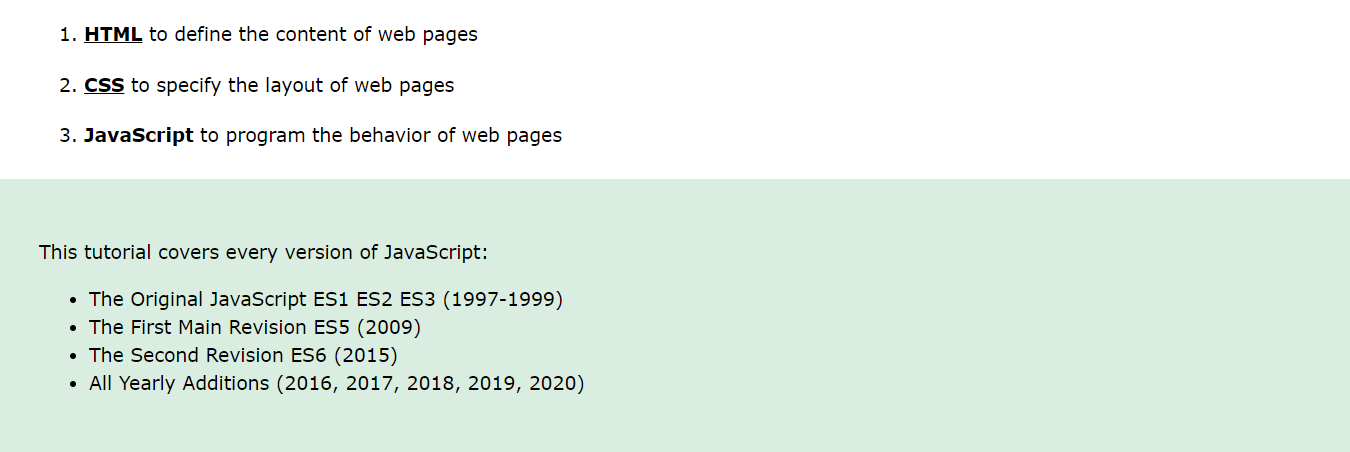 1. HTML to define the content of web pages
2. CSS to specify the layout of web pages
3. JavaScript to program the behavior of web pages
This tutorial covers every version of JavaScript:
• The Original JavaScript ES1 ES2 ES3 (1997-1999)
• The First Main Revision ES5 (2009)
• The Second Revision ES6 (2015)
• All Yearly Additions (2016, 2017, 2018, 2019, 2020)